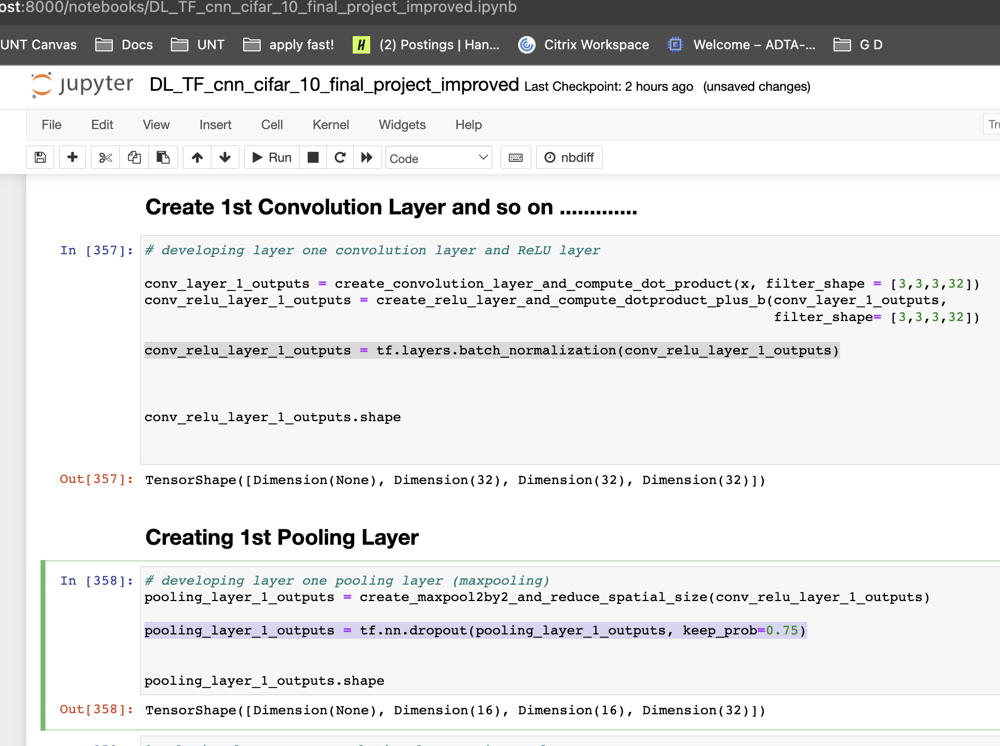 ost:8000/notebooks/DL_TF_cnn_cifar_10_final_project_improved.ipynb
UNT Canvas Docs UNT apply fast! H (2) Postings | Han... Citrix Workspace Welcome – ADTA-... G D
jupyter DL_TF_cnn_cifar_10_final_project_improved Last Checkpoint: 2 hours ago (unsaved changes)
File Edit View Insert Cell Kernel Widgets Help Tru
Run Code nbdiff
Create 1st Convolution Layer and so on .............
In [357]: # developing layer one convolution layer and ReLU layer
conv_layer_1_outputs = create_convolution_layer_and_compute_dot_product(x, filter_shape = [3,3,3,32])
conv_relu_layer_1_outputs = create_relu_layer_and_compute_dotproduct_plus_b(conv_layer_1_outputs,
filter_shape= [3,3,3,32])
conv_relu_layer_1_outputs = tf.layers.batch_normalization(conv_relu_layer_1_outputs)
conv_relu_layer_1_outputs.shape
Out[357]: TensorShape([Dimension(None), Dimension(32), Dimension(32), Dimension(32)])
Creating 1st Pooling Layer
In [358]: # developing layer one pooling layer (maxpooling)
pooling_layer_1_outputs = create_maxpool2by2_and_reduce_spatial_size(conv_relu_layer_1_outputs)
pooling_layer_1_outputs = tf.nn.dropout(pooling_layer_1_outputs, keep_prob=0.75)
pooling_layer_1_outputs.shape
Out[358]: TensorShape([Dimension(None), Dimension(16), Dimension(16), Dimension(32)])